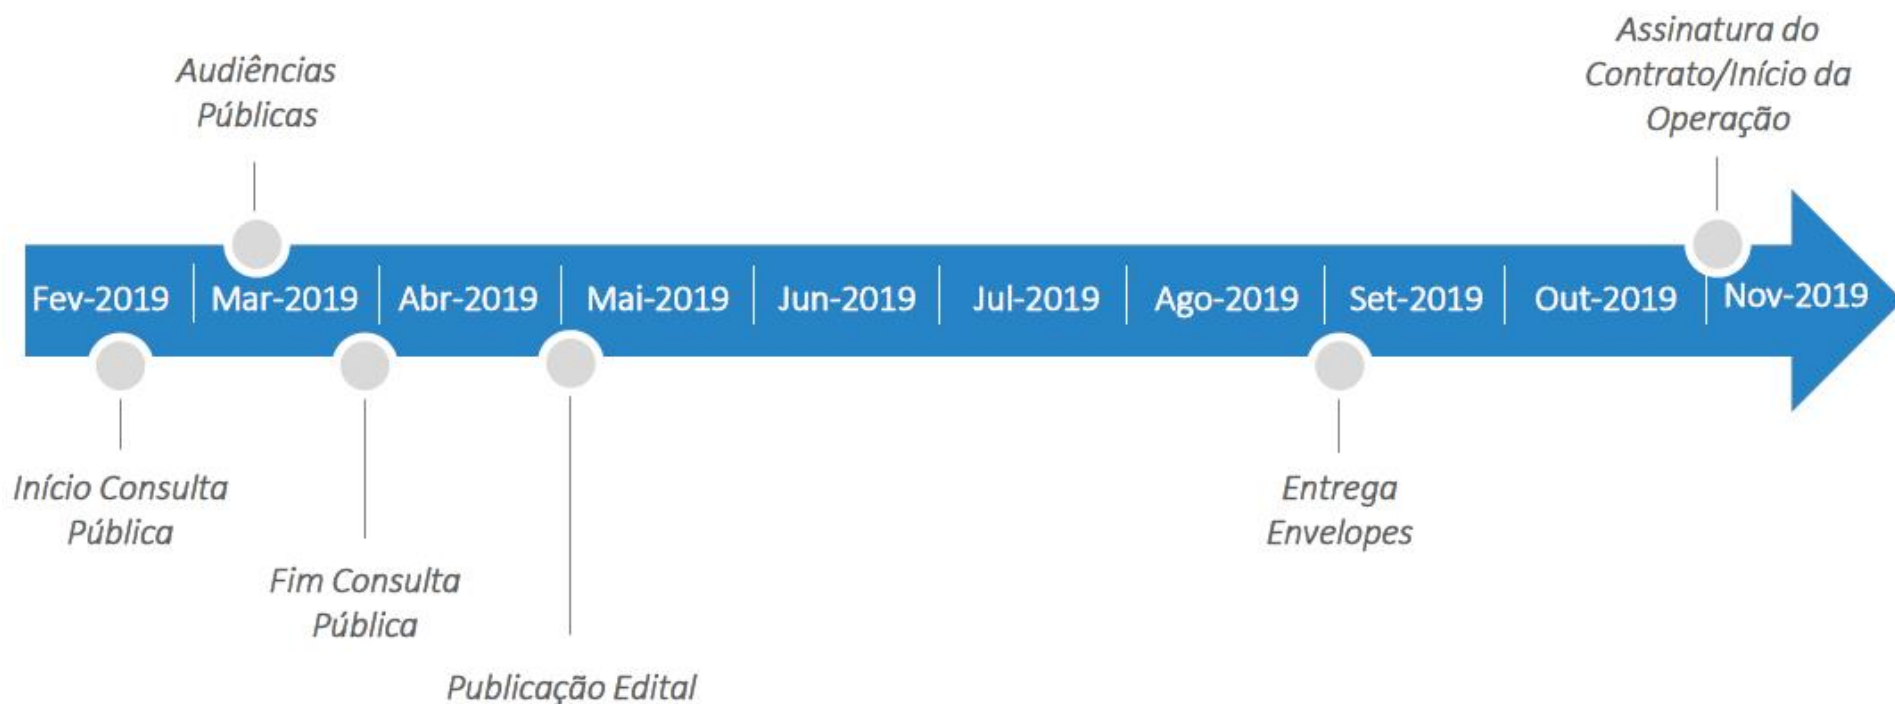 Audiências
Públicas
Assinatura do
Contrato/Início da
Operação
Fev-2019
Mar-2019
Abr-2019
Mai-2019
Jun-2019
Jul-2019
Ago-2019
Set-2019
Out-2019
Nov-2019
Início Consulta
Pública
Fim Consulta
Pública
Publicação Edital
Entrega
Envelopes